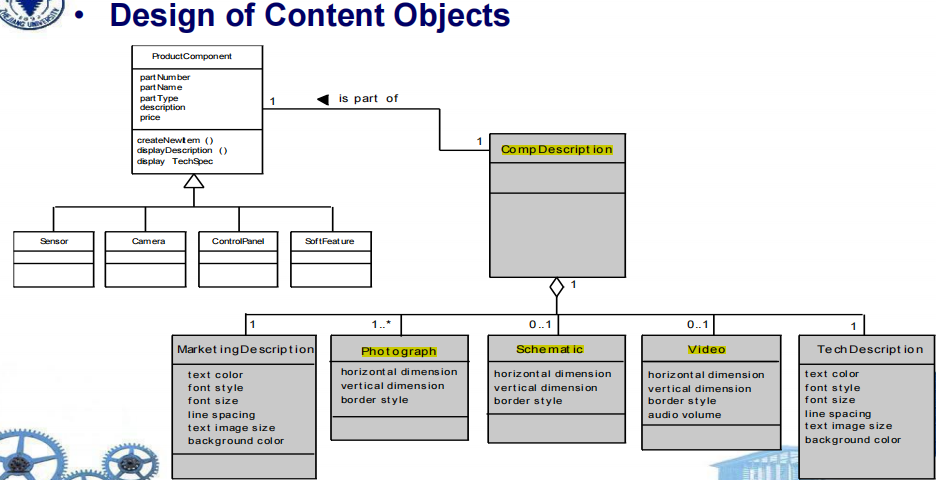 • Design of Content Objects
ProductComponent
partNumber
partName
partType
description
price
createNewItem ()
displayDescription ()
display TechSpec
1
is part of
1
CompDescription
Sensor
Camera
ControlPanel
SoftFeature
1
1
1..*
0..1
0..1
1
MarketingDescription
text color
font style
font size
line spacing
text image size
background color
Photograph
horizontal dimension
vertical dimension
border style
Schematic
horizontal dimension
vertical dimension
border style
Video
horizontal dimension
vertical dimension
border style
audio volume
TechDescription
text color
font style
font size
line spacing
text image size
background color